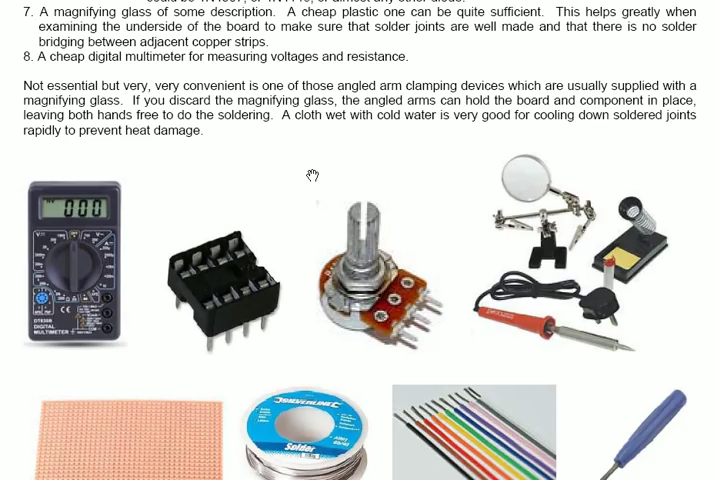 7. A magnifying glass of some description. A cheap plastic one can be quite sufficient. This helps greatly when
examining the underside of the board to make sure that solder joints are well made and that there is no solder
bridging between adjacent copper strips.
8. A cheap digital multimeter for measuring voltages and resistance.
Not essential but very, very convenient is one of those angled arm clamping devices which are usually supplied with a
magnifying glass. If you discard the magnifying glass, the angled arms can hold the board and component in place,
leaving both hands free to do the soldering. A cloth wet with cold water is very good for cooling down soldered joints
rapidly to prevent heat damage.
000
DT830B
DIGITAL
MULTIMETER
SILVERLINE
Solder